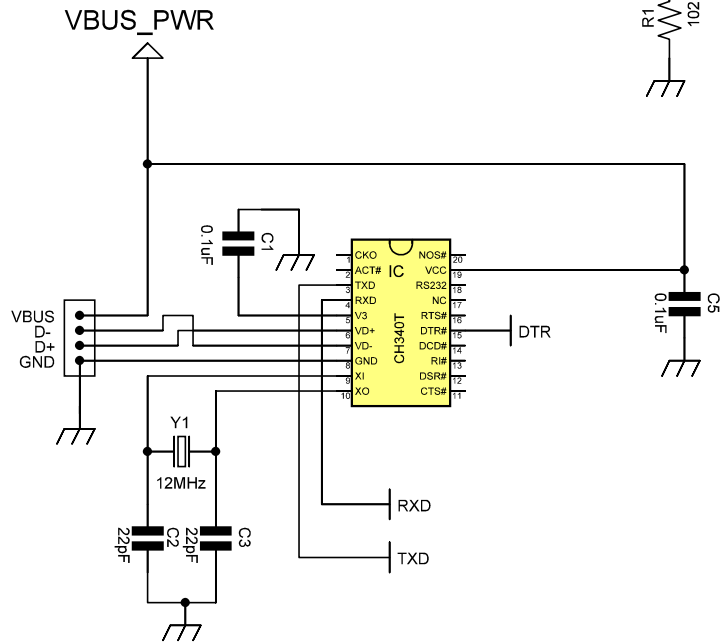 VBUS_PWR
R1
102
0.1uF
C1
IC
CH340T
CKO
1
ACT#
2
TXD
3
RXD
4
V3
5
VD+
6
VD-
7
GND
8
XI
9
XO
10
NOS#
20
VCC
19
RS232
18
NC
17
RTS#
16
DTR#
15
DCD#
14
RI#
13
DSR#
12
CTS#
11
DTR
0.1uF
C5
VBUS
D-
D+
GND
Y1
12MHz
22pF
C2
22pF
C3
RXD
TXD